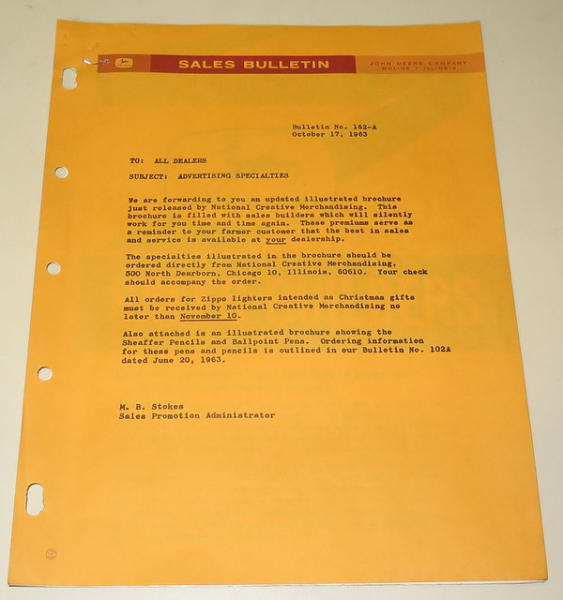 SALES BULLETIN
JOHN DEERE COMPANY
MOLINE • ILLINOIS
Bulletin No. 162-A
October 17, 1963
TO: ALL DEALERS
SUBJECT: ADVERTISING SPECIALTIES
We are forwarding to you an updated illustrated brochure
just released by National Creative Merchandising. This
brochure is filled with sales builders which will silently
work for you time and time again. These premiums serve as
a reminder to your farmer customer that the best in sales
and service is available at your dealership.
The specialties illustrated in the brochure should be
ordered directly from National Creative Merchandising,
500 North Dearborn, Chicago 10, Illinois, 60610. Your check
should accompany the order.
All orders for Zippo lighters intended as Christmas gifts
must be received by National Creative Merchandising no
later than November 10.
Also attached is an illustrated brochure showing the
Sheaffer Pencils and Ballpoint Pens. Ordering information
for these pens and pencils is outlined in our Bulletin No. 102A
dated June 20, 1963.
M. B. Stokes
Sales Promotion Administrator